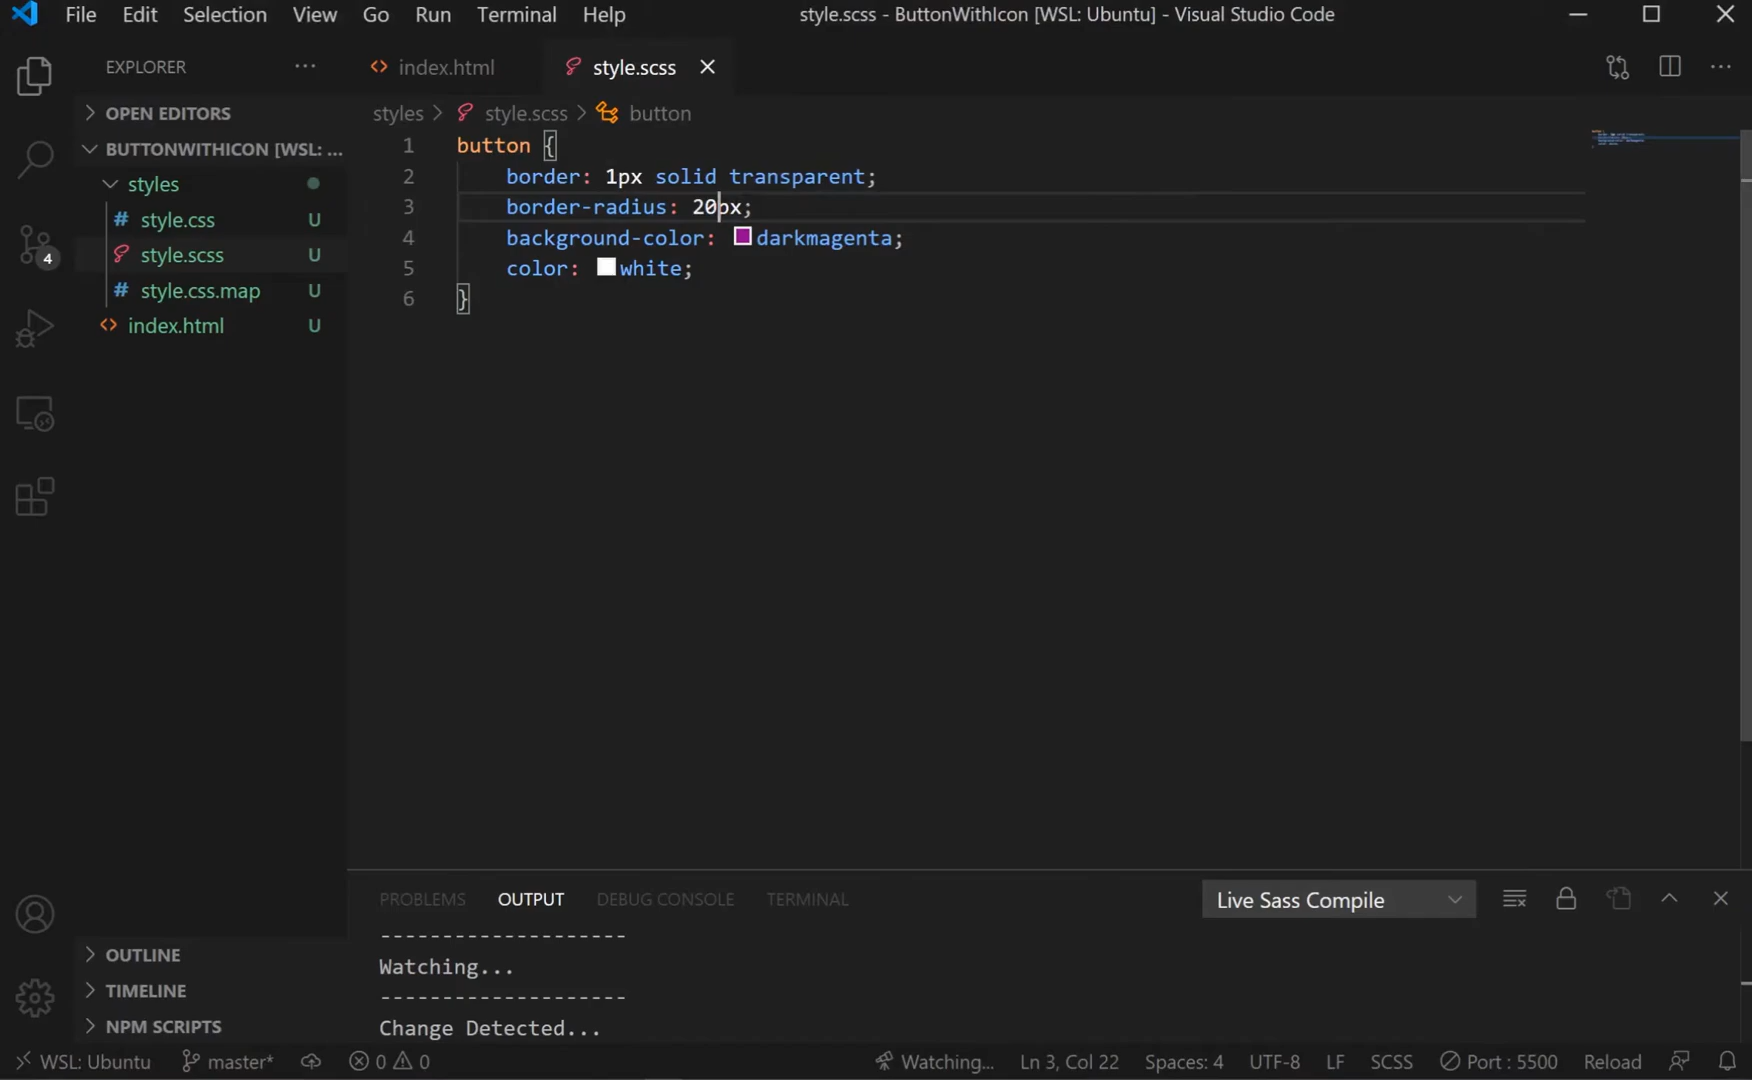 File Edit Selection View Go Run Terminal Help style.scss - ButtonWithIcon [WSL: Ubuntu] - Visual Studio Code
EXPLORER
index.html
style.scss
OPEN EDITORS
BUTTONWITHICON [WSL: ...
styles
style.css U
style.scss U
style.css.map U
index.html U
4
styles > style.scss > button
1 button {
2 border: 1px solid transparent;
3 border-radius: 20px;
4 background-color: darkmagenta;
5 color: white;
6 }
PROBLEMS OUTPUT DEBUG CONSOLE TERMINAL Live Sass Compile
--------------------
Watching...
--------------------
Change Detected...
OUTLINE
TIMELINE
NPM SCRIPTS
WSL: Ubuntu master* 0 0 Watching... Ln 3, Col 22 Spaces: 4 UTF-8 LF SCSS Port : 5500 Reload